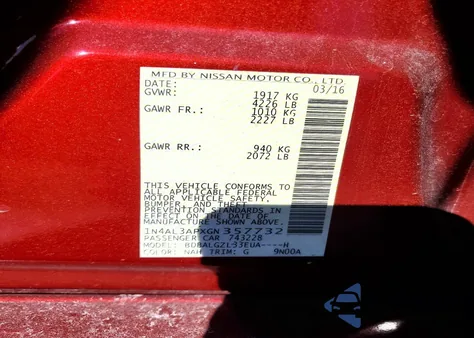 MFD BY NISSAN MOTOR CO., LTD.
DATE: 03/16
GVWR: 1917 KG
4226 LB
GAWR FR.: 1010 KG
2227 LB
GAWR RR.: 940 KG
2072 LB
THIS VEHICLE CONFORMS TO
ALL APPLICABLE FEDERAL
MOTOR VEHICLE SAFETY,
BUMPER, AND THEFT
PREVENTION STANDARDS IN
EFFECT ON THE DATE OF
MANUFACTURE SHOWN ABOVE.
1N4AL3APXGN357732
PASSENGER CAR 74322B
MODEL: BDBALGZL33EUA----H
COLOR: NAH TRIM: G 9N00A